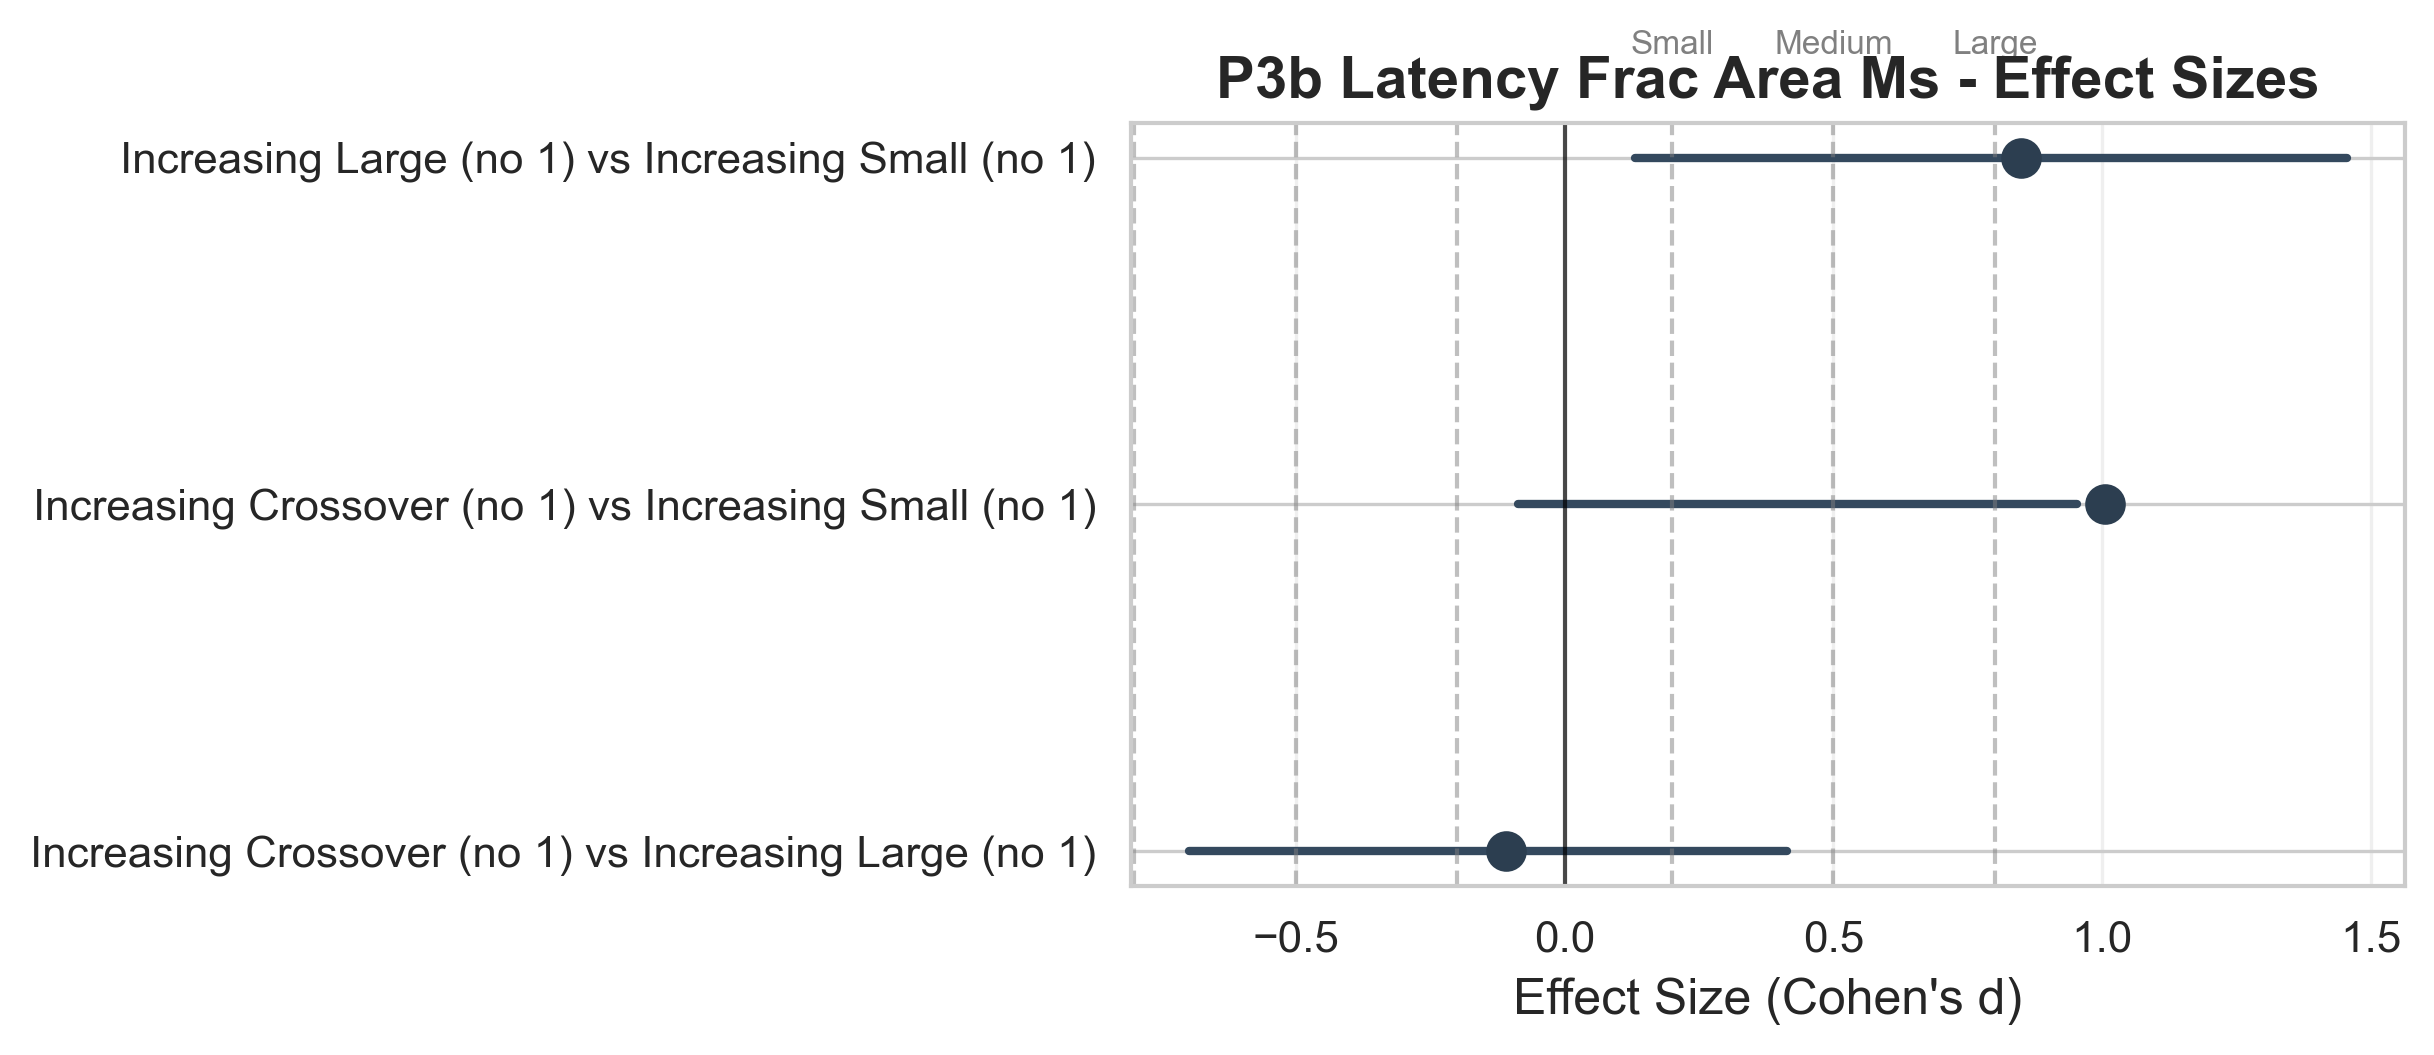 Small Medium Large
P3b Latency Frac Area Ms - Effect Sizes
Increasing Large (no 1) vs Increasing Small (no 1)
Increasing Crossover (no 1) vs Increasing Small (no 1)
Increasing Crossover (no 1) vs Increasing Large (no 1)
−0.5 0.0 0.5 1.0 1.5
Effect Size (Cohen's d)